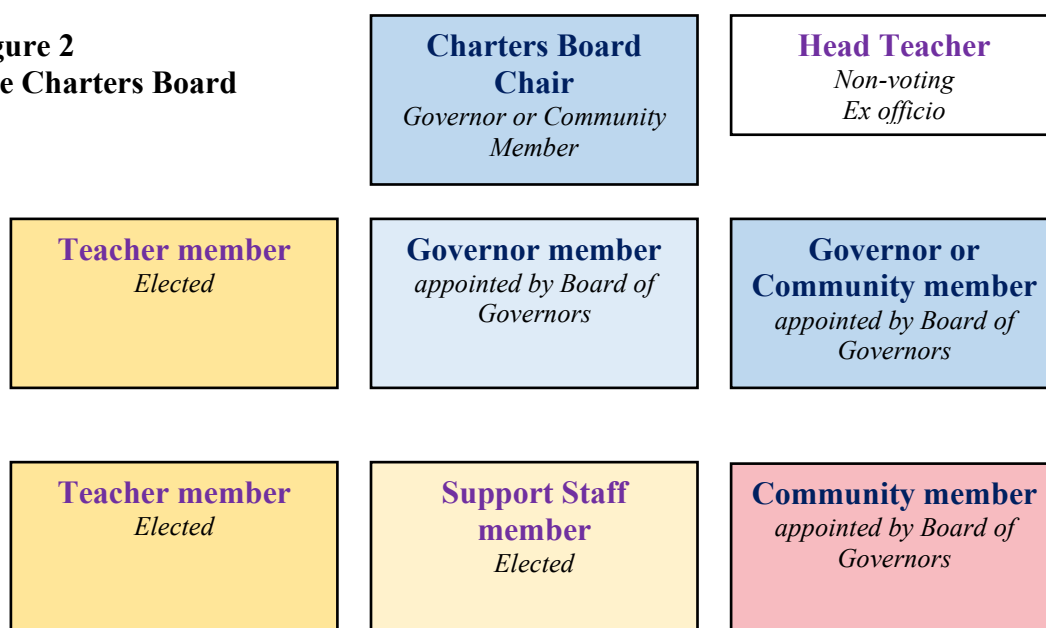 gure 2
e Charters Board
Charters Board
Chair
Governor or Community
Member
Head Teacher
Non-voting
Ex officio
Teacher member
Elected
Governor member
appointed by Board of
Governors
Governor or
Community member
appointed by Board of
Governors
Teacher member
Elected
Support Staff
member
Elected
Community member
appointed by Board of
Governors